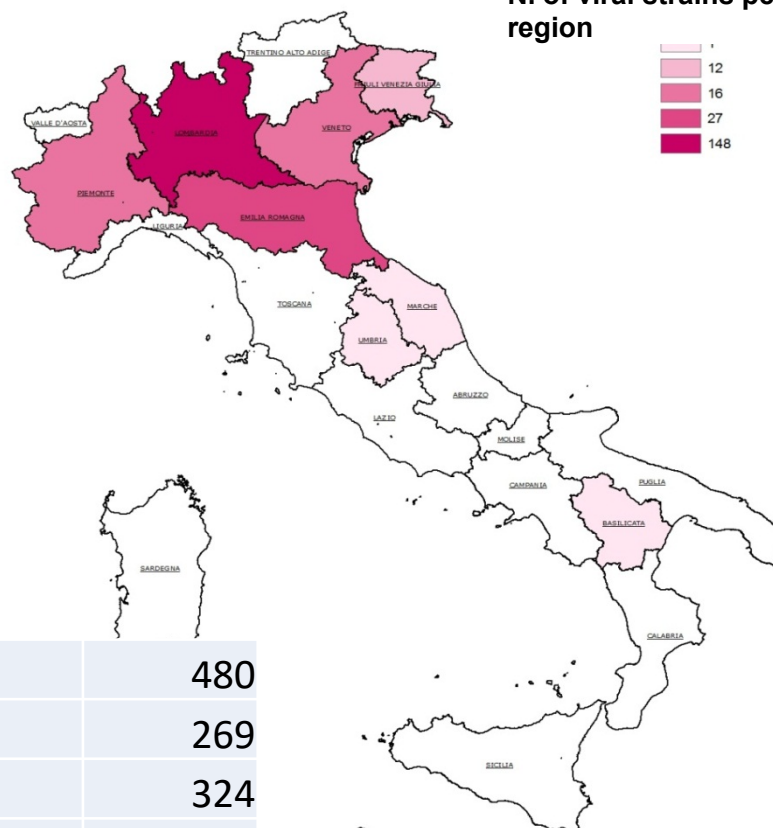 region
12
16
27
148
TRENTINO ALTO ADIGE
FRIULI VENEZIA GIULIA
VALLE D'AOSTA
LOMBARDIA
VENETO
PIEMONTE
EMILIA ROMAGNA
LIGURIA
TOSCANA
MARCHE
UMBRIA
ABRUZZO
LAZIO
MOLISE
CAMPANIA
PUGLIA
BASILICATA
SARDEGNA
CALABRIA
SICILIA
480
269
324